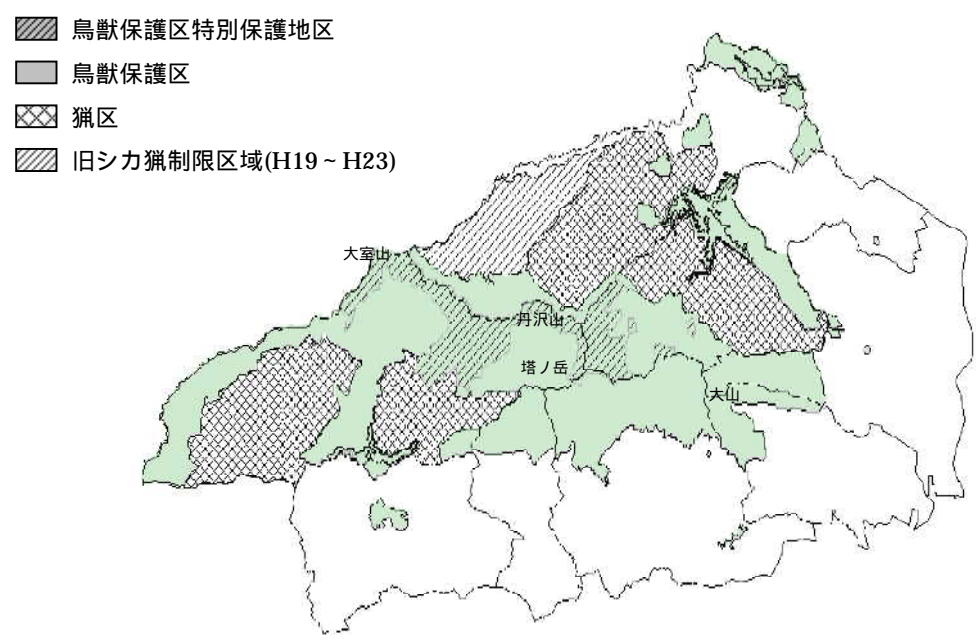 鳥獣保護区特別保護地区
鳥獣保護区
猟区
旧シカ猟制限区域(H19~H23)
大室山
丹沢山
塔ノ岳
大山